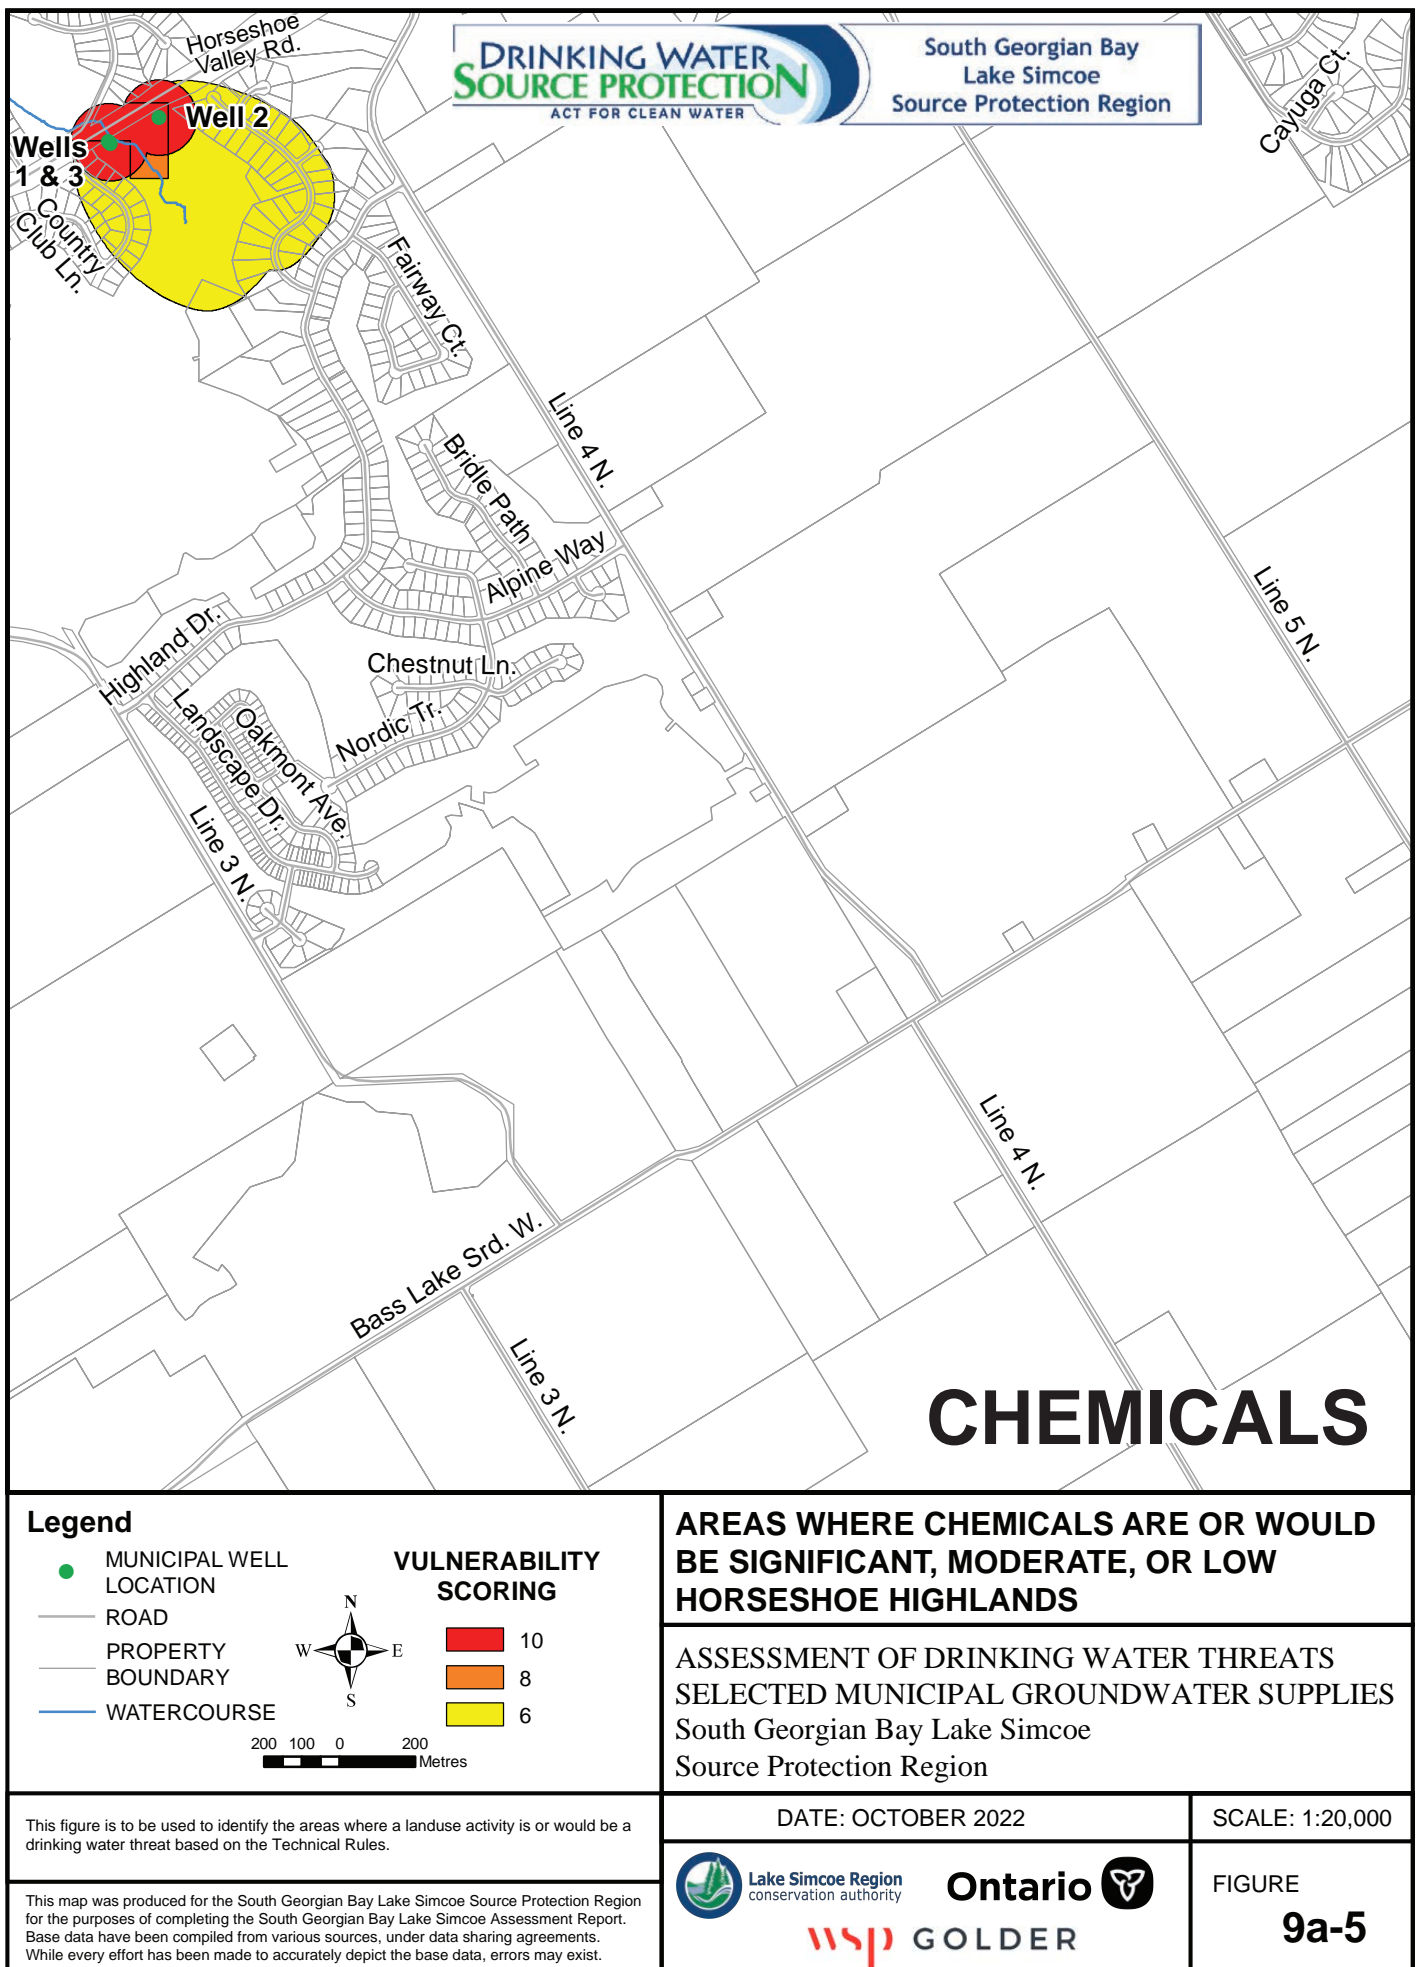 Horseshoe
Valley Rd.
DRINKING WATER
SOURCE PROTECTION
ACT FOR CLEAN WATER
South Georgian Bay
Lake Simcoe
Source Protection Region
Cayuga Ct.
Well 2
Wells
1 & 3
Country
Club Ln.
Fairway Ct.
Line 4 N.
Bridle Path
Alpine Way
Line 5 N.
Highland Dr.
Chestnut Ln.
Landscape Dr.
Oakmont Ave.
Nordic Tr.
Line 3 N.
Line 4 N.
Bass Lake Srd. W.
Line 3 N.
CHEMICALS
Legend
MUNICIPAL WELL
LOCATION
ROAD
PROPERTY
BOUNDARY
WATERCOURSE
N
W E
S
VULNERABILITY
SCORING
10
8
6
200 100 0 200
Metres
AREAS WHERE CHEMICALS ARE OR WOULD
BE SIGNIFICANT, MODERATE, OR LOW
HORSESHOE HIGHLANDS
ASSESSMENT OF DRINKING WATER THREATS
SELECTED MUNICIPAL GROUNDWATER SUPPLIES
South Georgian Bay Lake Simcoe
Source Protection Region
This figure is to be used to identify the areas where a landuse activity is or would be a
drinking water threat based on the Technical Rules.
DATE: OCTOBER 2022
SCALE: 1:20,000
This map was produced for the South Georgian Bay Lake Simcoe Source Protection Region
for the purposes of completing the South Georgian Bay Lake Simcoe Assessment Report.
Base data have been compiled from various sources, under data sharing agreements.
While every effort has been made to accurately depict the base data, errors may exist.
Lake Simcoe Region
conservation authority
Ontario
wsp GOLDER
FIGURE
9a-5